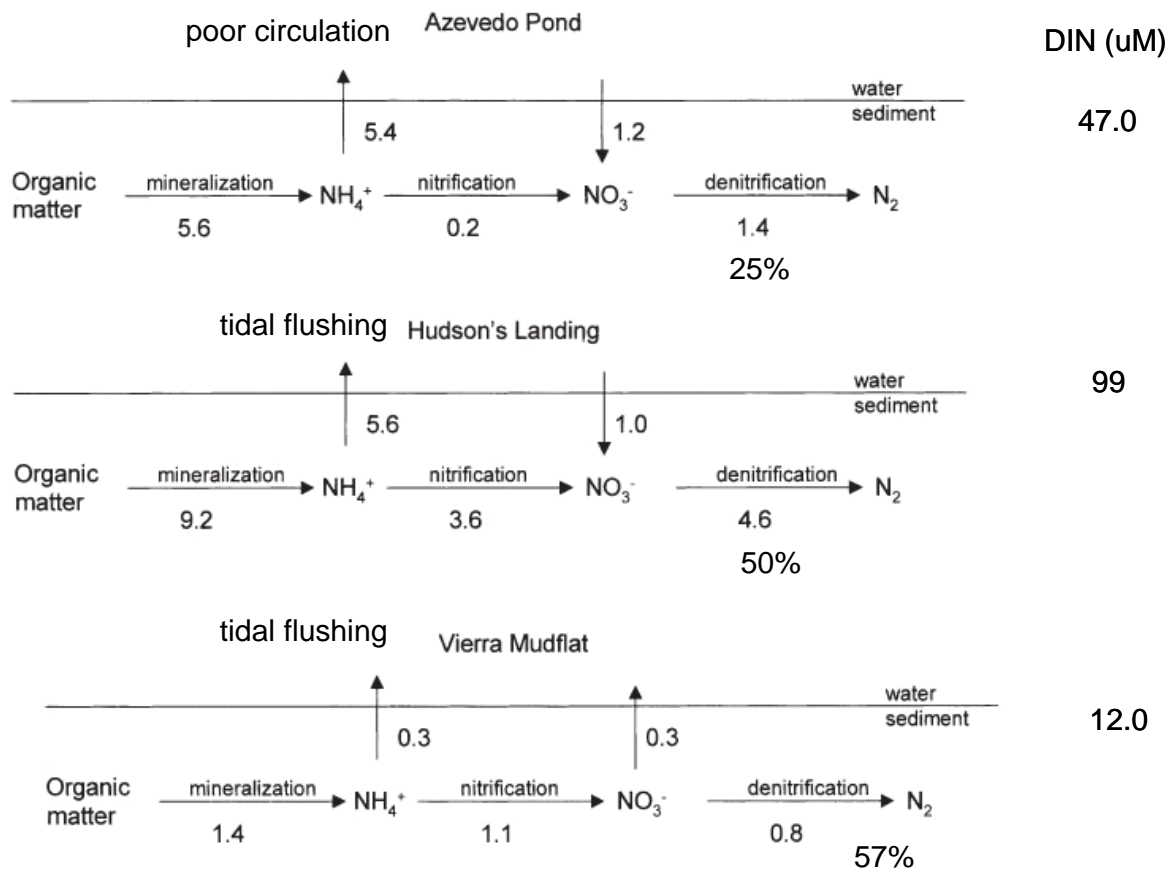 poor circulation Azevedo Pond
DIN (uM)
water
sediment
47.0
5.4 1.2
Organic
matter
mineralization NH₄⁺ nitrification NO₃⁻ denitrification N₂
5.6 0.2 1.4
25%
tidal flushing Hudson's Landing
water
sediment
99
5.6 1.0
Organic
matter
mineralization NH₄⁺ nitrification NO₃⁻ denitrification N₂
9.2 3.6 4.6
50%
tidal flushing Vierra Mudflat
water
sediment
12.0
0.3 0.3
Organic
matter
mineralization NH₄⁺ nitrification NO₃⁻ denitrification N₂
1.4 1.1 0.8
57%